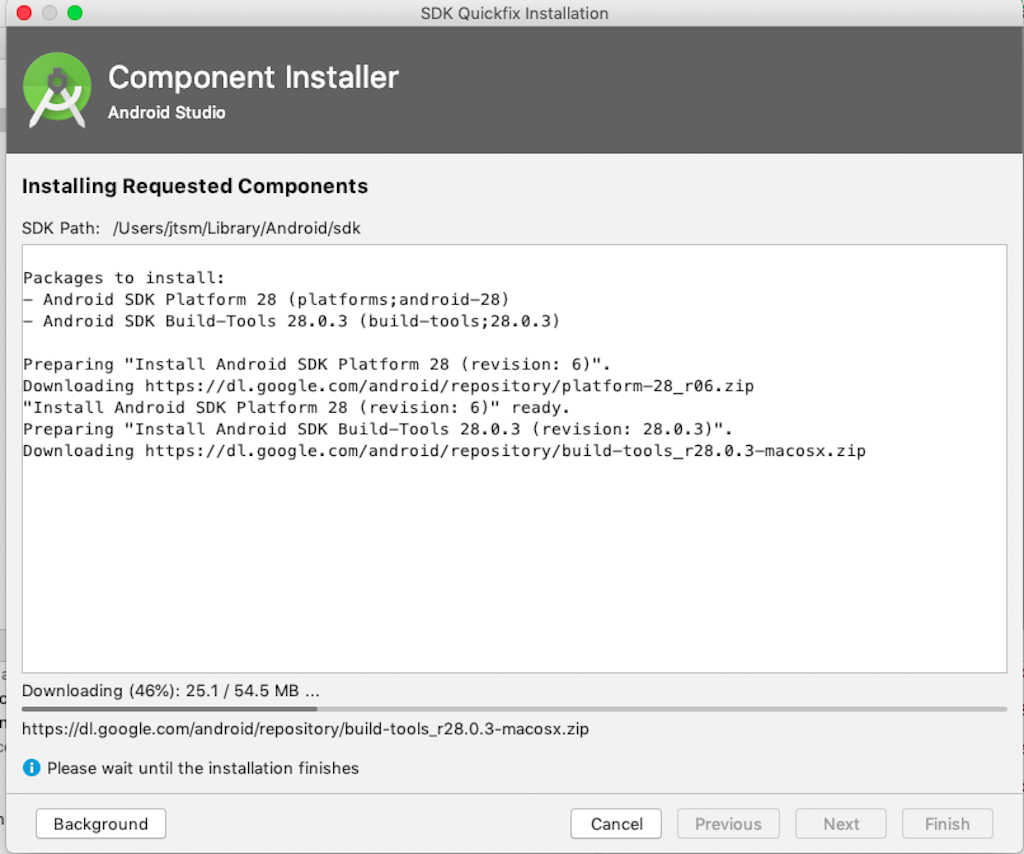 SDK Quickfix Installation
Component Installer
Android Studio
Installing Requested Components
SDK Path: /Users/jtsm/Library/Android/sdk
Packages to install:
- Android SDK Platform 28 (platforms;android-28)
- Android SDK Build-Tools 28.0.3 (build-tools;28.0.3)
Preparing "Install Android SDK Platform 28 (revision: 6)".
Downloading https://dl.google.com/android/repository/platform-28_r06.zip
"Install Android SDK Platform 28 (revision: 6)" ready.
Preparing "Install Android SDK Build-Tools 28.0.3 (revision: 28.0.3)".
Downloading https://dl.google.com/android/repository/build-tools_r28.0.3-macosx.zip
Downloading (46%): 25.1 / 54.5 MB ...
https://dl.google.com/android/repository/build-tools_r28.0.3-macosx.zip
Please wait until the installation finishes
Background Cancel Previous Next Finish